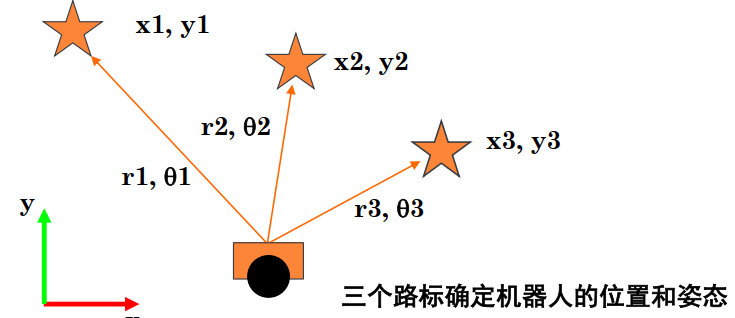 x1, y1
x2, y2
r2, θ2
x3, y3
r1, θ1
r3, θ3
y
三个路标确定机器人的位置和姿态